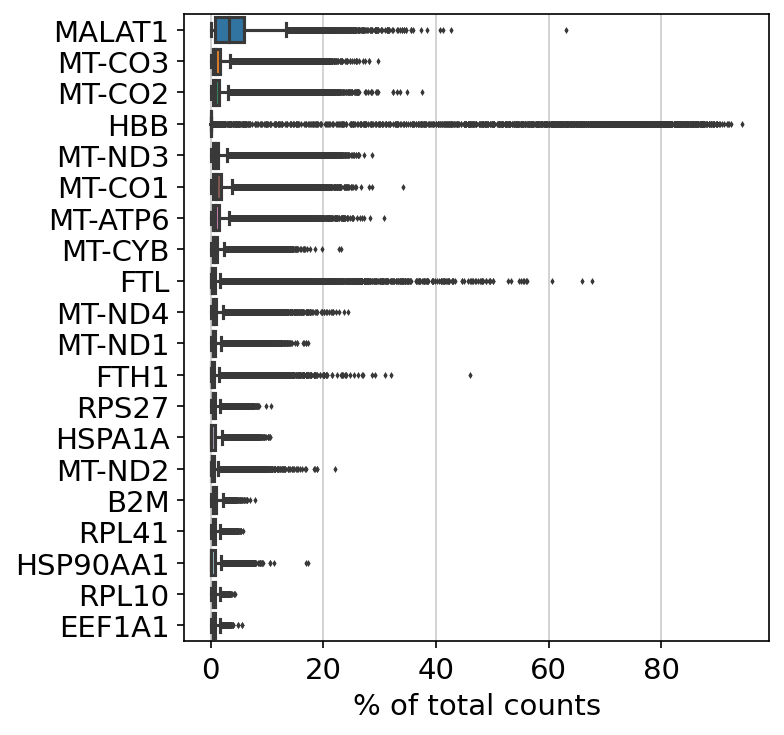 MALAT1
MT-CO3
MT-CO2
HBB
MT-ND3
MT-CO1
MT-ATP6
MT-CYB
FTL
MT-ND4
MT-ND1
FTH1
RPS27
HSPA1A
MT-ND2
B2M
RPL41
HSP90AA1
RPL10
EEF1A1
0 20 40 60 80
% of total counts